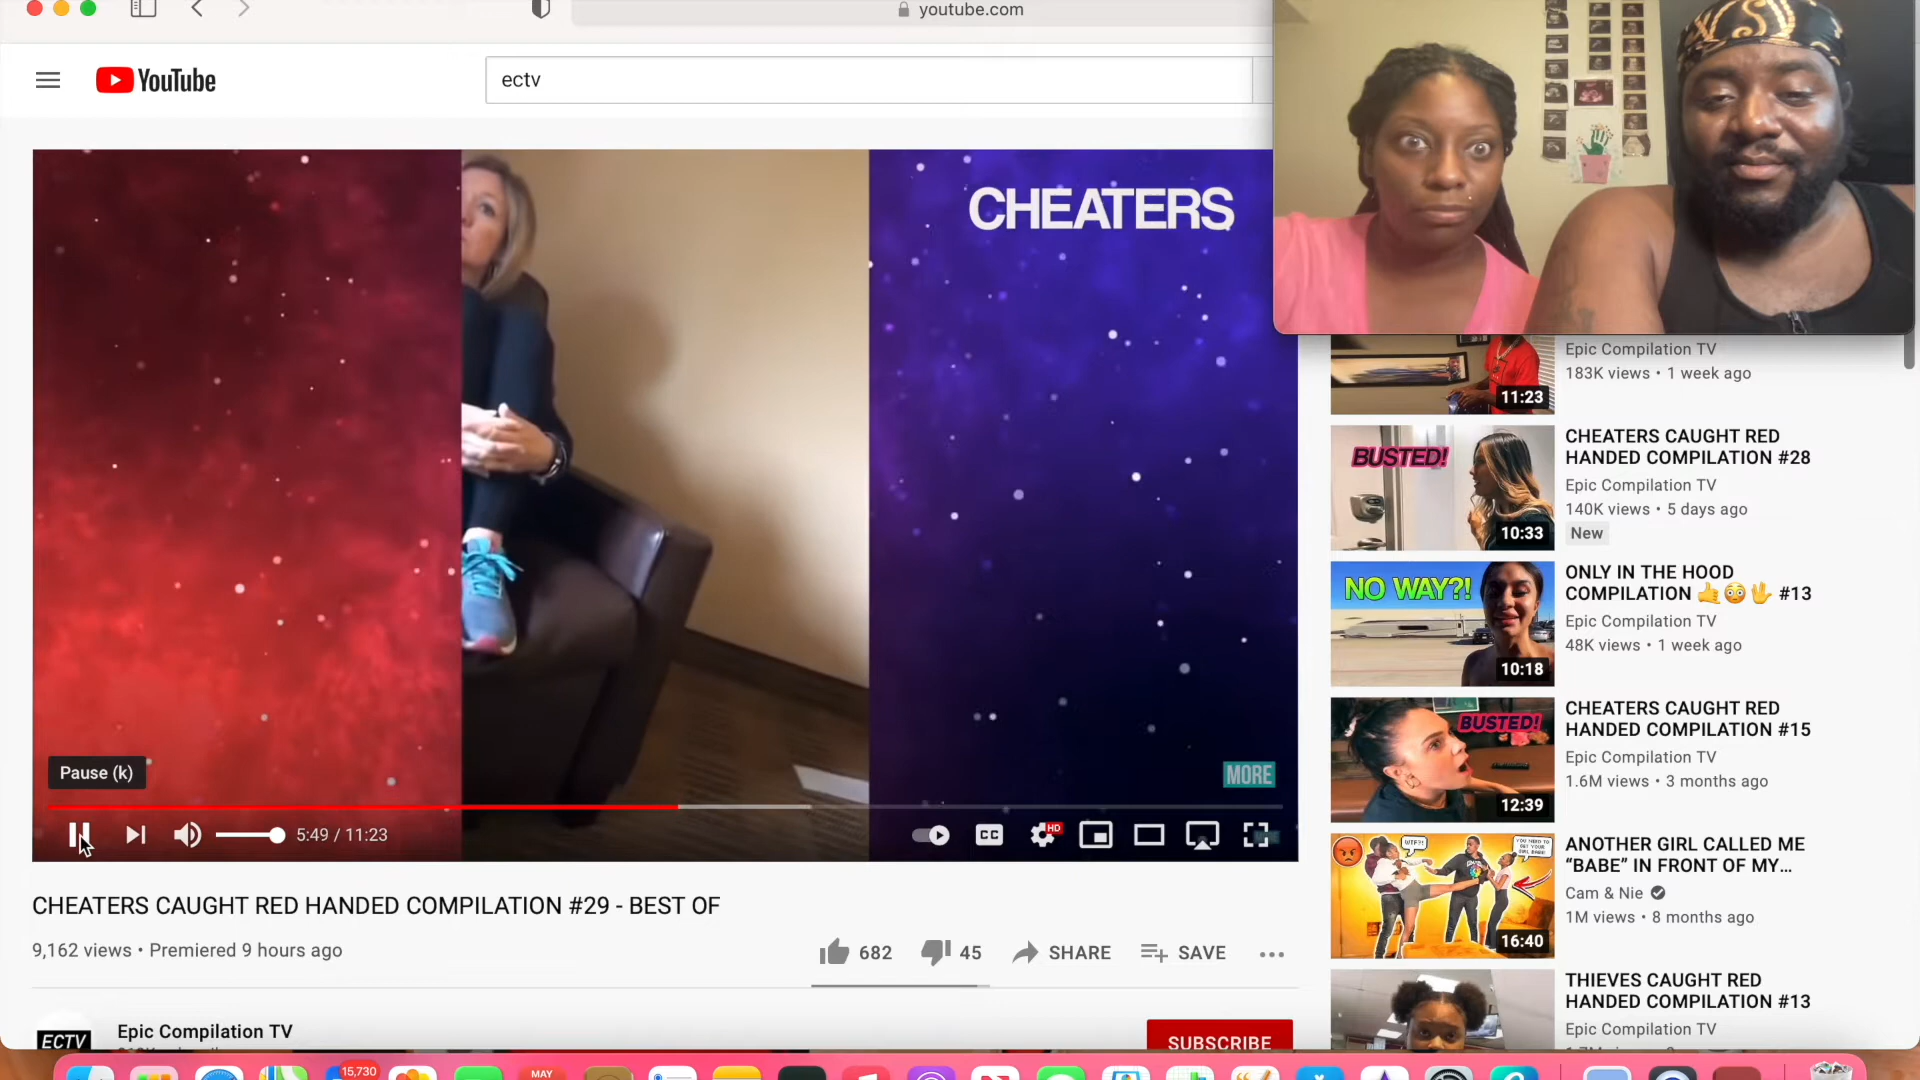 youtube.com
YouTube
ectv
CHEATERS
MORE
Pause (k)
5:49 / 11:23
CC
HD
CHEATERS CAUGHT RED HANDED COMPILATION #29 - BEST OF
9,162 views • Premiered 9 hours ago
682
45
SHARE
SAVE
ECTV
Epic Compilation TV
SUBSCRIBE
Epic Compilation TV
183K views • 1 week ago
11:23
BUSTED!
10:33
CHEATERS CAUGHT RED
HANDED COMPILATION #28
Epic Compilation TV
140K views • 5 days ago
New
NO WAY?!
10:18
ONLY IN THE HOOD
COMPILATION 🤙😳🖖 #13
Epic Compilation TV
48K views • 1 week ago
BUSTED!
12:39
CHEATERS CAUGHT RED
HANDED COMPILATION #15
Epic Compilation TV
1.6M views • 3 months ago
WTF?!
16:40
ANOTHER GIRL CALLED ME
“BABE” IN FRONT OF MY...
Cam & Nie
1M views • 8 months ago
THIEVES CAUGHT RED
HANDED COMPILATION #13
Epic Compilation TV
15,730
MAY